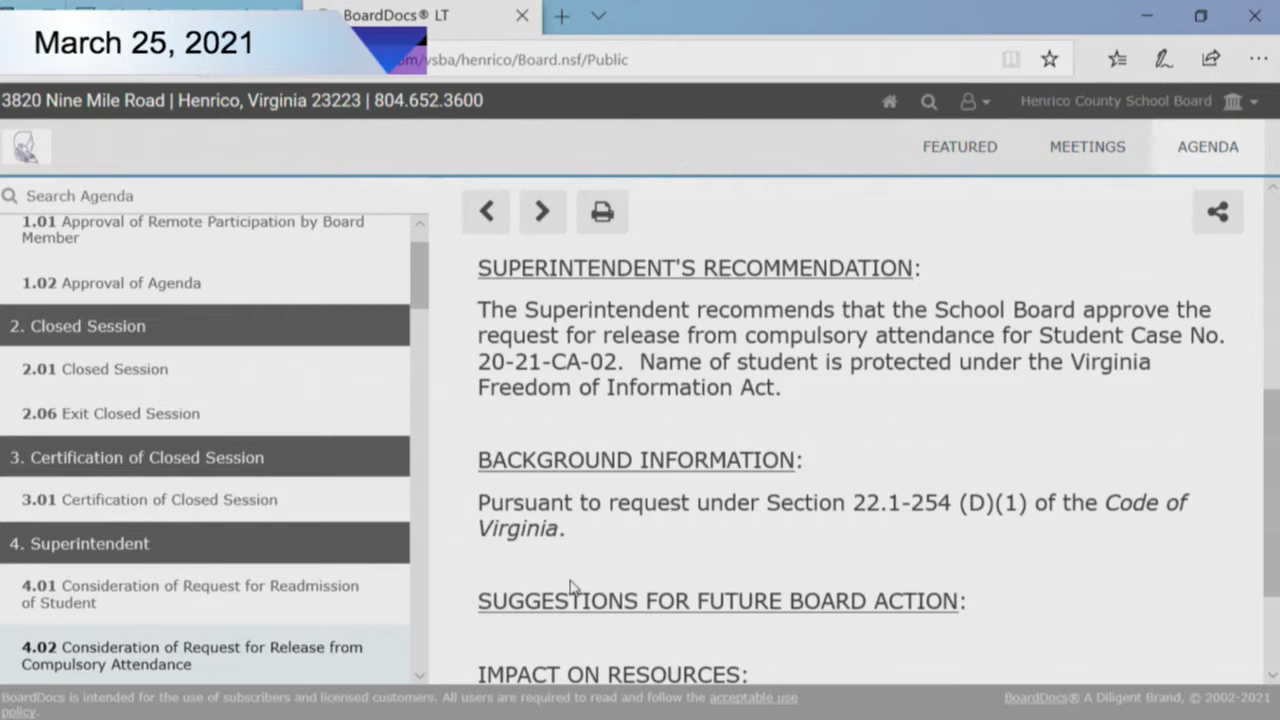 BoardDocs® LT
March 25, 2021
om/vsba/henrico/Board.nsf/Public
3820 Nine Mile Road | Henrico, Virginia 23223 | 804.652.3600
Henrico County School Board
FEATURED
MEETINGS
AGENDA
Search Agenda
1.01 Approval of Remote Participation by Board
Member
1.02 Approval of Agenda
2. Closed Session
2.01 Closed Session
2.06 Exit Closed Session
3. Certification of Closed Session
3.01 Certification of Closed Session
4. Superintendent
4.01 Consideration of Request for Readmission
of Student
4.02 Consideration of Request for Release from
Compulsory Attendance
SUPERINTENDENT'S RECOMMENDATION:
The Superintendent recommends that the School Board approve the
request for release from compulsory attendance for Student Case No.
20-21-CA-02. Name of student is protected under the Virginia
Freedom of Information Act.
BACKGROUND INFORMATION:
Pursuant to request under Section 22.1-254 (D)(1) of the Code of
Virginia.
SUGGESTIONS FOR FUTURE BOARD ACTION:
IMPACT ON RESOURCES:
BoardDocs is intended for the use of subscribers and licensed customers. All users are required to read and follow the acceptable use
policy.
BoardDocs® A Diligent Brand, © 2002-2021